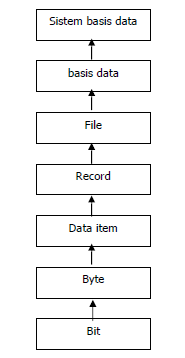 Sistem basis data
basis data
File
Record
Data item
Byte
Bit